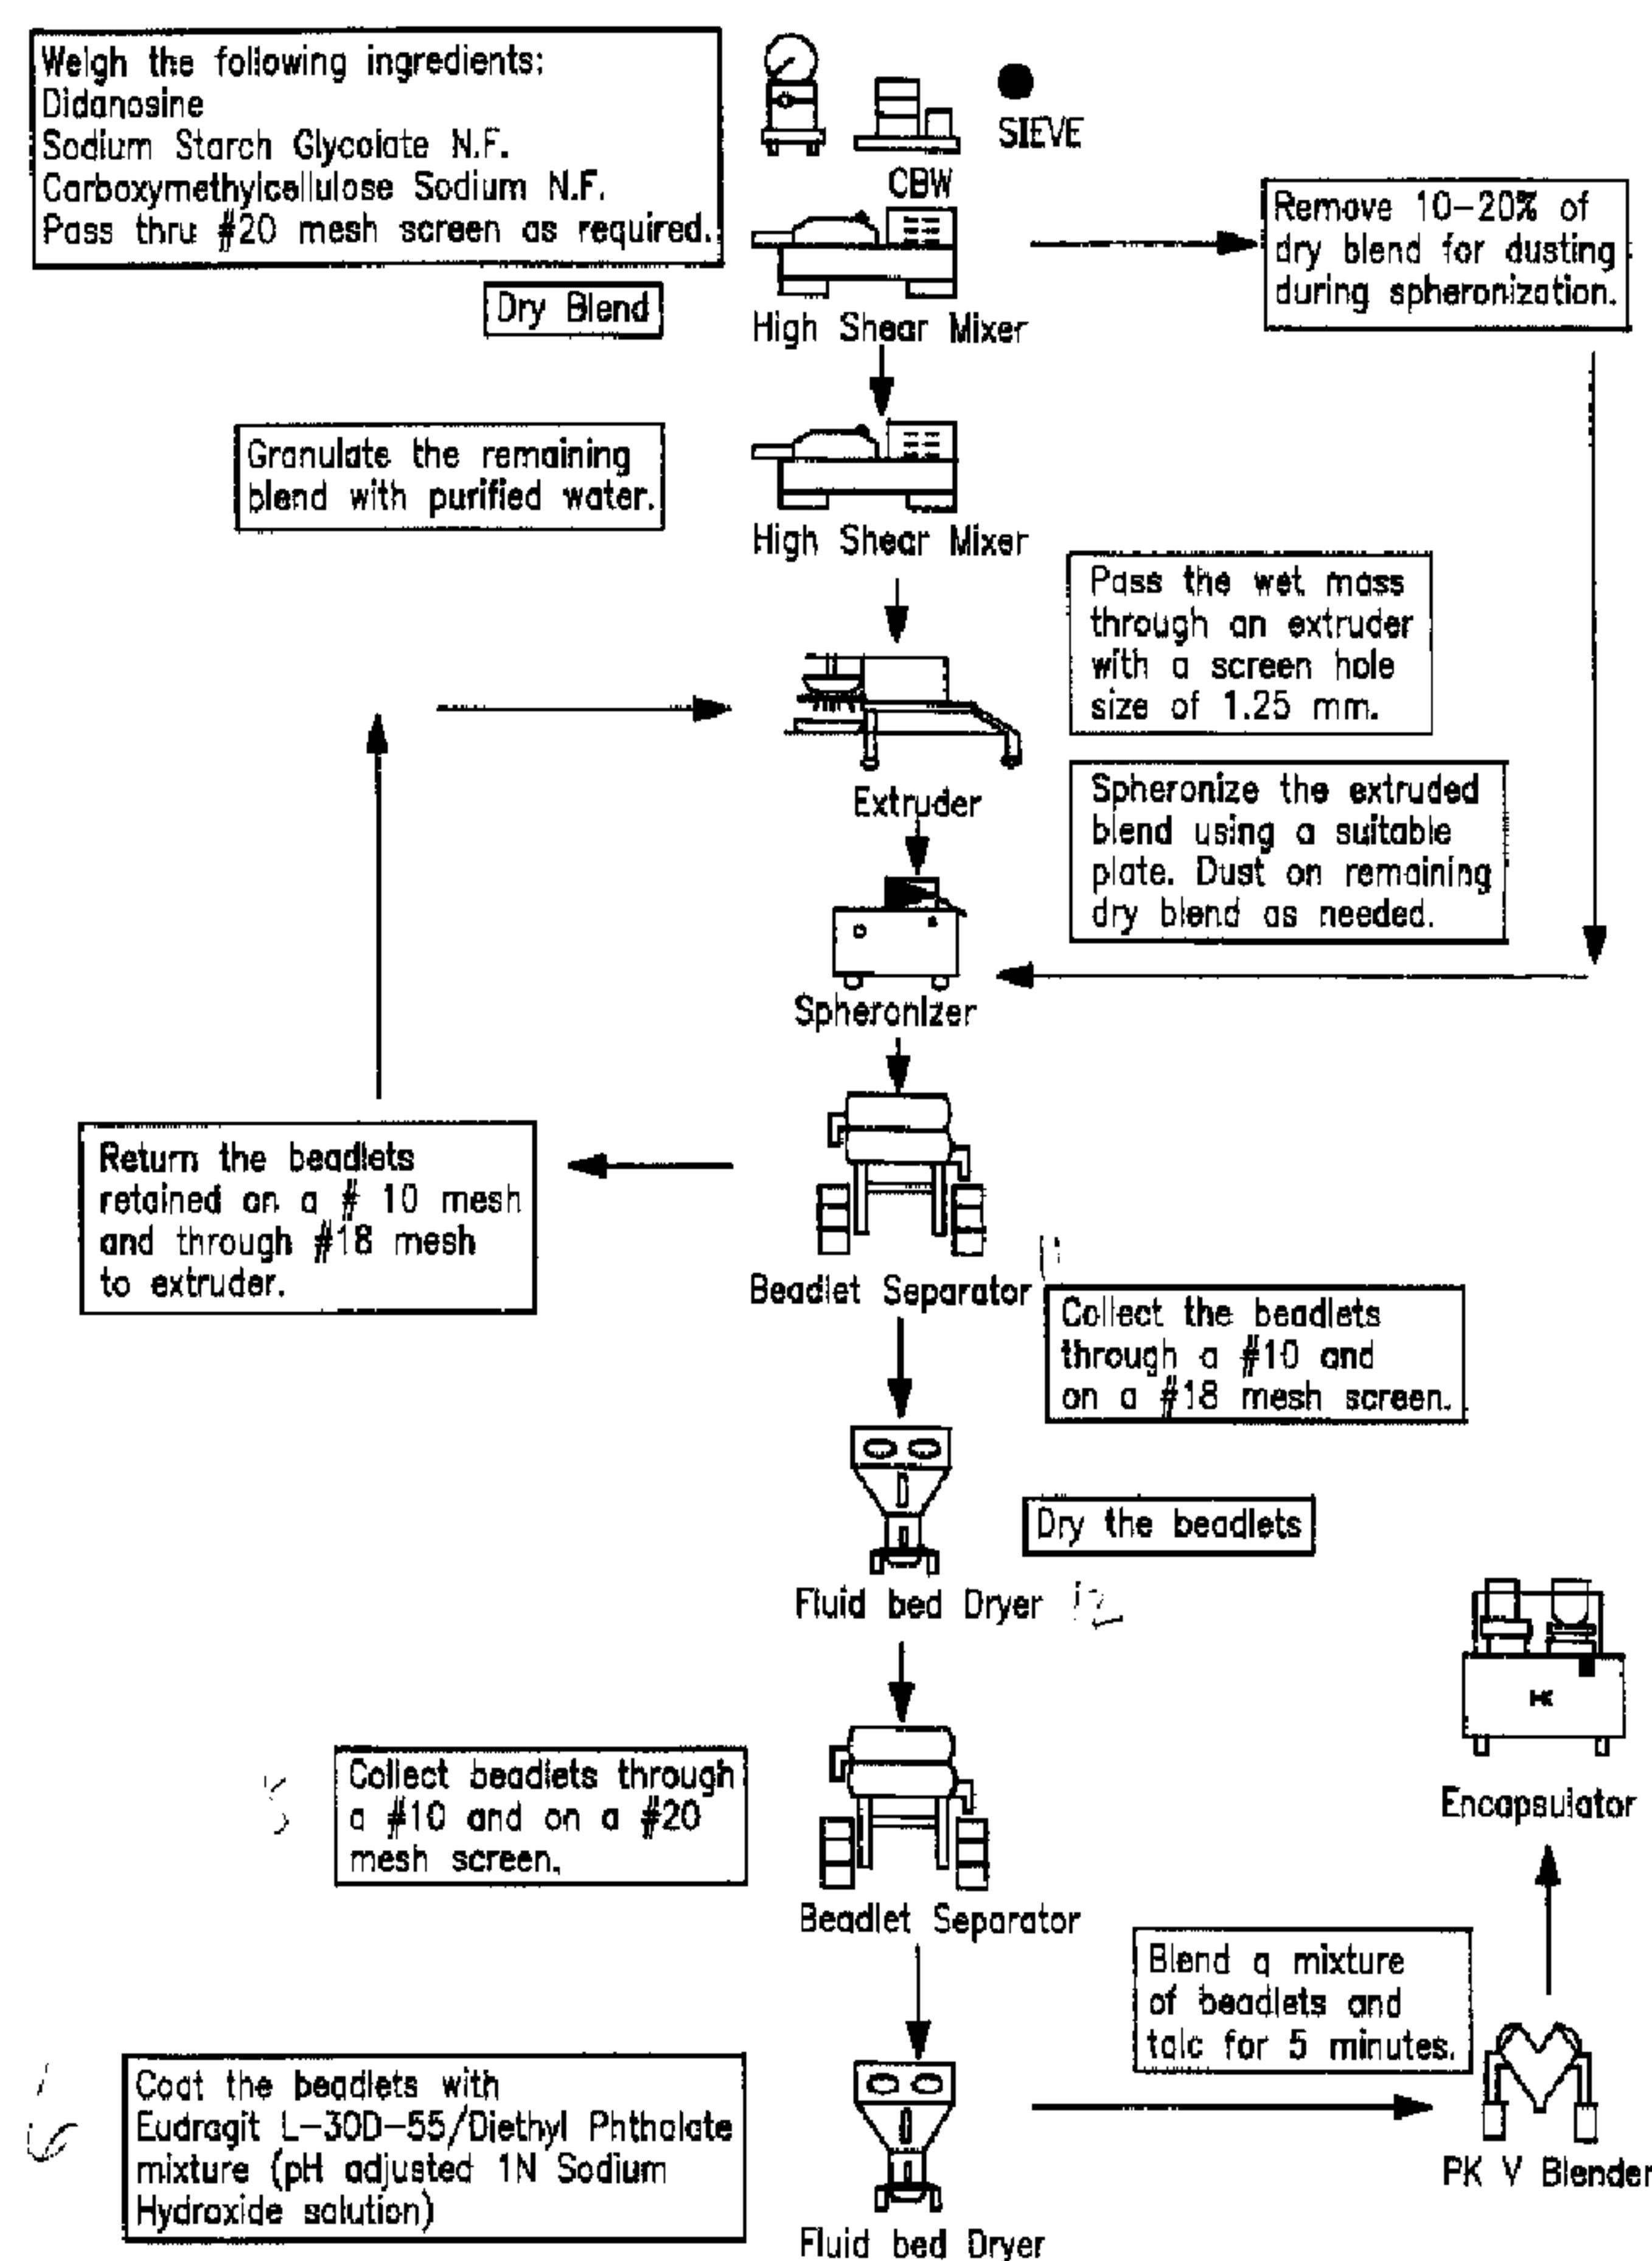 Weigh the following ingredients:
Didanosine
Sodium Starch Glycolate N.F.
Carboxymethylcellulose Sodium N.F.
Pass thru #20 mesh screen as required.
SIEVE
CBW
Dry Blend
High Shear Mixer
Remove 10-20% of
dry blend for dusting
during spheronization.
Granulate the remaining
blend with purified water.
High Shear Mixer
Pass the wet mass
through an extruder
with a screen hole
size of 1.25 mm.
Extruder
Spheronize the extruded
blend using a suitable
plate. Dust on remaining
dry blend as needed.
Spheronizer
Return the beadlets
retained on a # 10 mesh
and through #18 mesh
to extruder.
Beadlet Separator
11
Collect the beadlets
through a #10 and
on a #18 mesh screen.
Dry the beadlets
Fluid bed Dryer
12
Collect beadlets through
a #10 and on a #20
mesh screen.
Beadlet Separator
Encapsulator
Blend a mixture
of beadlets and
talc for 5 minutes.
PK V Blender
Coat the beadlets with
Eudragit L-30D-55/Diethyl Phthalate
mixture (pH adjusted 1N Sodium
Hydroxide solution)
Fluid bed Dryer